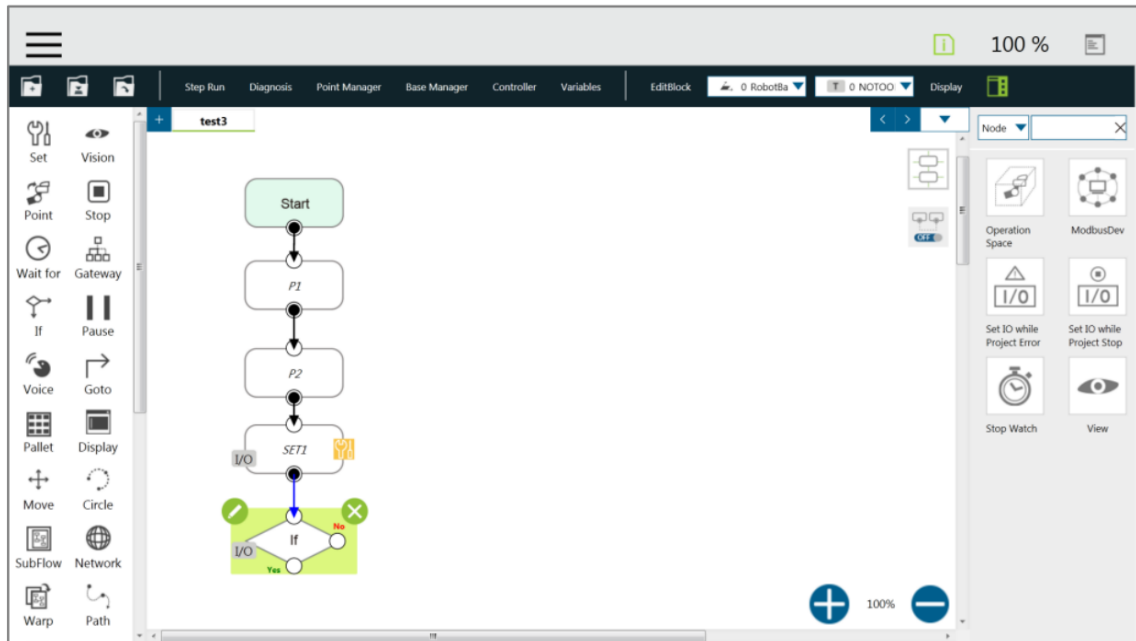 100 %
Step Run Diagnosis Point Manager Base Manager Controller Variables EditBlock 0 RobotBa T 0 NOTOO Display
+ test3
Node
Set Vision
Point Stop
Wait for Gateway
If Pause
Voice Goto
Pallet Display
Move Circle
SubFlow Network
Warp Path
Start
P1
P2
SET1
I/O
No
If
I/O
Yes
OFF
100%
Operation
Space
ModbusDev
I/O
I/O
Set IO while
Project Error
Set IO while
Project Stop
Stop Watch
View